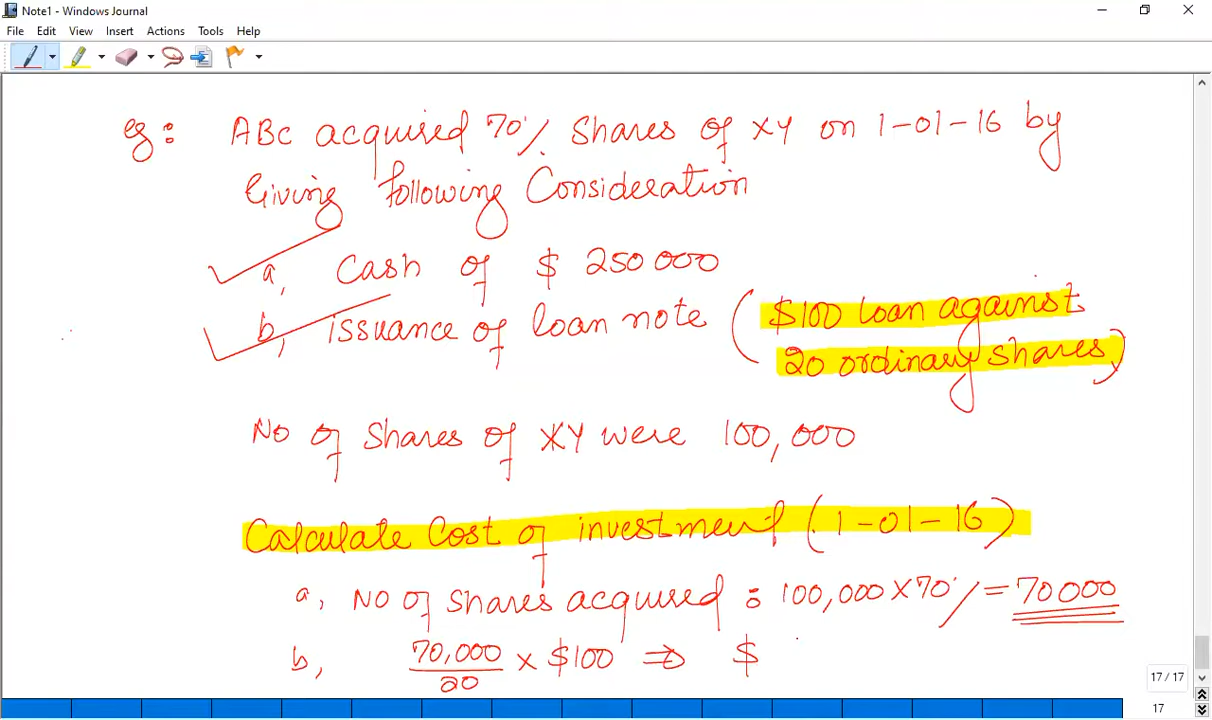 Note1 - Windows Journal
File Edit View Insert Actions Tools Help
eg: ABC acquired 70% Shares of XY on 1-01-16 by
Giving following Consideration
a, Cash of $ 250 000
b, issuance of loan note ($100 loan against
20 ordinary shares)
No of Shares of XY were 100,000
Calculate Cost of investment (1-01-16)
a, No of Shares acquired : 100,000 X 70% = 70000
b, 70,000/20 x $100 ⇒ $
17 / 17
17